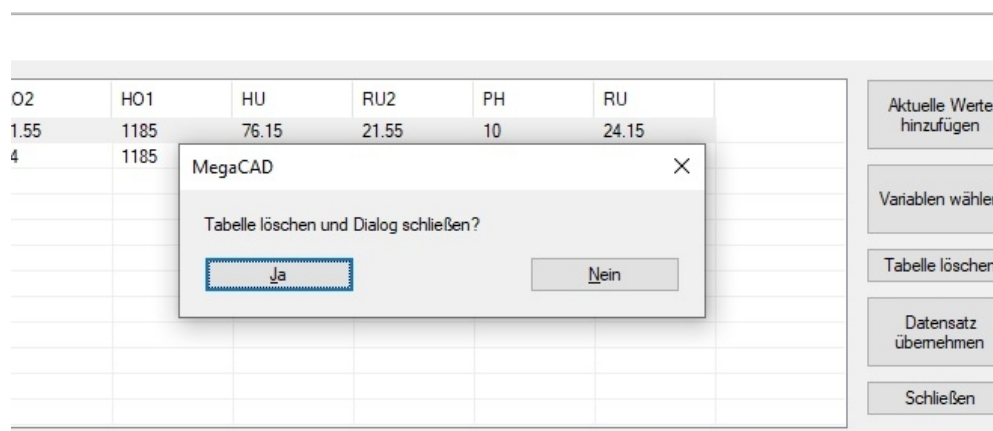 O2 HO1 HU RU2 PH RU
1.55 1185 76.15 21.55 10 24.15
4 1185
MegaCAD
Tabelle löschen und Dialog schließen?
Ja Nein
Aktuelle Werte
hinzufügen
Variablen wählen
Tabelle löschen
Datensatz
übernehmen
Schließen